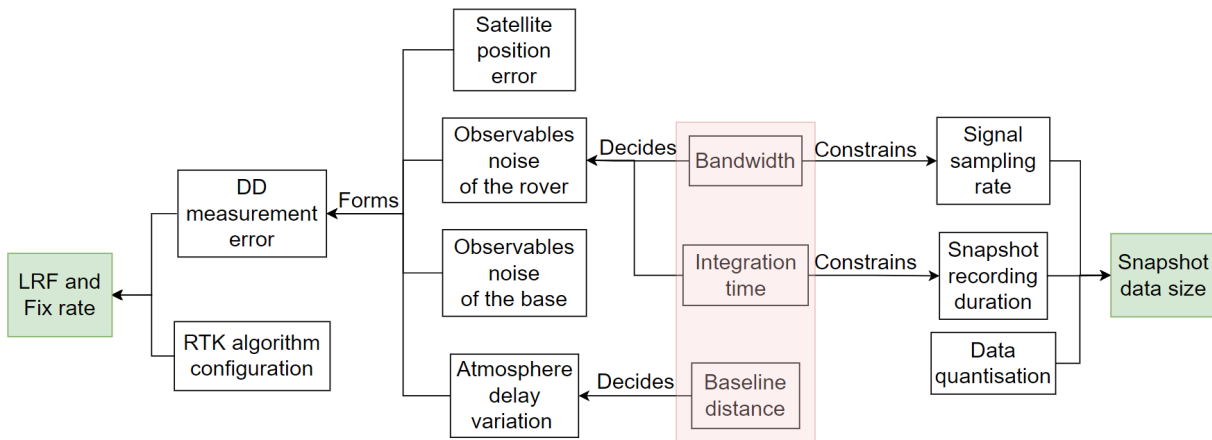 Satellite
position
error
Observables
noise
of the rover
Decides
Bandwidth
Constrains
Signal
sampling
rate
DD
measurement
error
Forms
LRF and
Fix rate
Observables
noise
of the base
Integration
time
Constrains
Snapshot
recording
duration
Snapshot
data size
RTK algorithm
configuration
Atmosphere
delay
variation
Decides
Baseline
distance
Data
quantisation